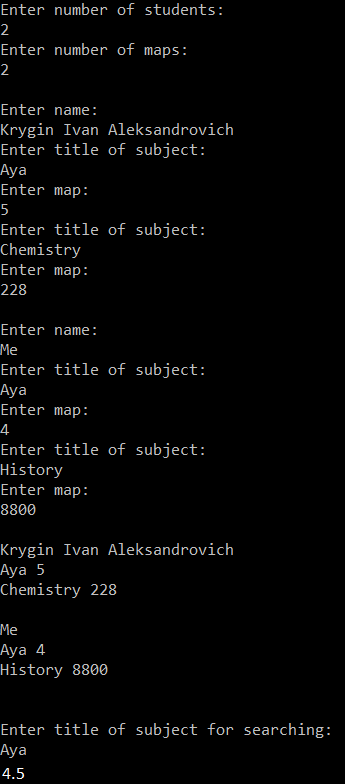 Enter number of students:
2
Enter number of maps:
2
Enter name:
Krygin Ivan Aleksandrovich
Enter title of subject:
Aya
Enter map:
5
Enter title of subject:
Chemistry
Enter map:
228
Enter name:
Me
Enter title of subject:
Aya
Enter map:
4
Enter title of subject:
History
Enter map:
8800
Krygin Ivan Aleksandrovich
Aya 5
Chemistry 228
Me
Aya 4
History 8800
Enter title of subject for searching:
Aya
4.5